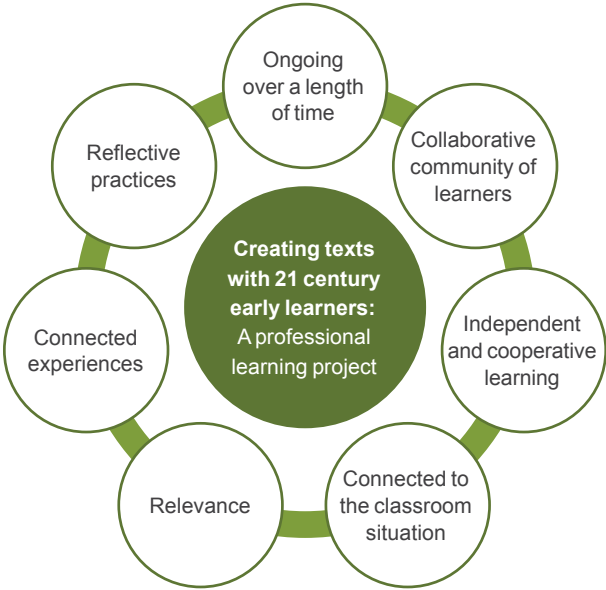 Ongoing
over a length
of time
Collaborative
community of
learners
Independent
and cooperative
learning
Connected to
the classroom
situation
Relevance
Connected
experiences
Reflective
practices
Creating texts
with 21 century
early learners:
A professional
learning project